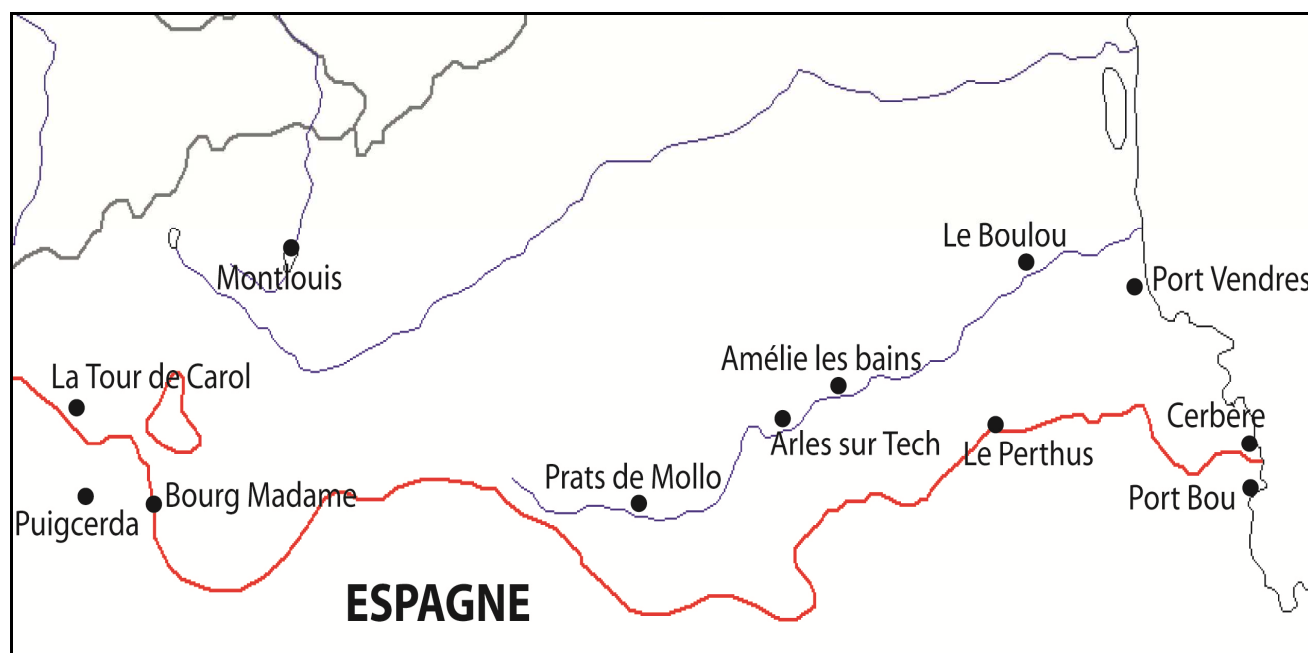 Le Boulou
Montlouis
Port Vendres
Amélie les bains
La Tour de Carol
Cerbère
Arles sur Tech
Le Perthus
Prats de Mollo
Bourg Madame
Port Bou
Puigcerda
ESPAGNE